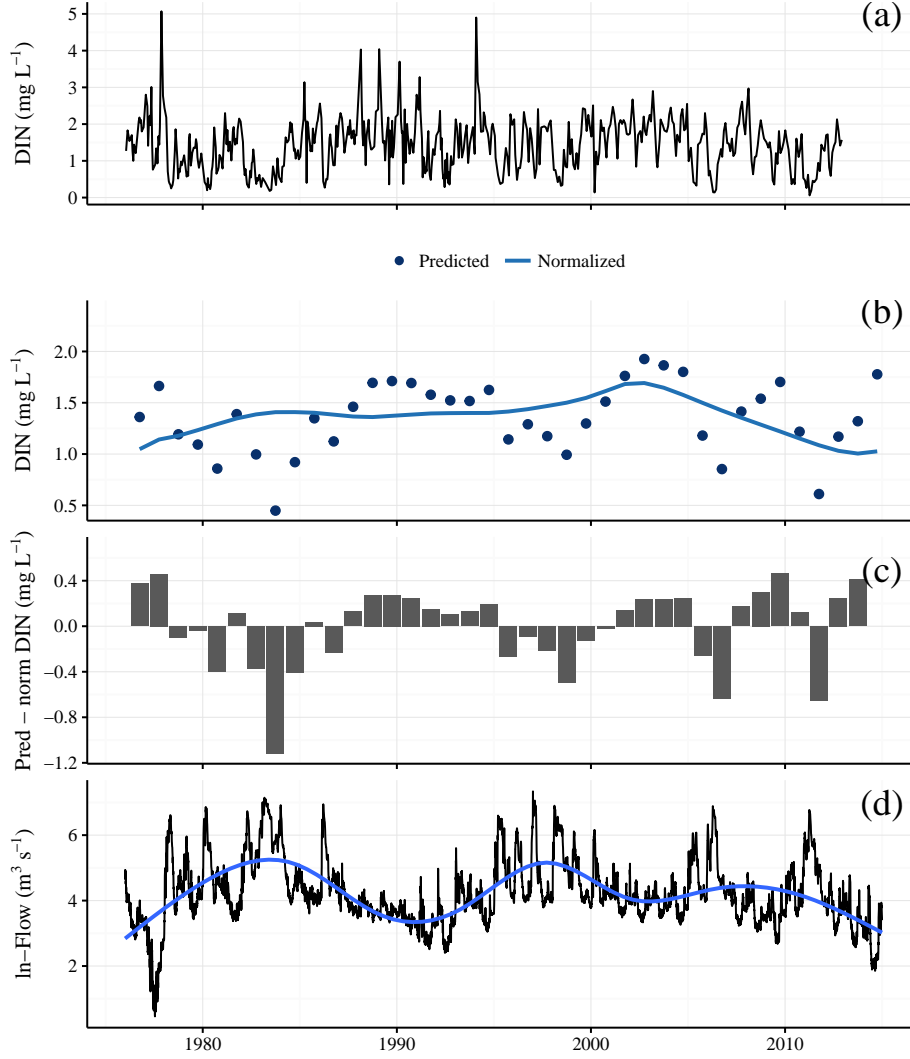 (a)
DIN (mg L⁻¹)
5
4
3
2
1
0
Predicted Normalized
(b)
DIN (mg L⁻¹)
2.0
1.5
1.0
0.5
(c)
Pred − norm DIN (mg L⁻¹)
0.4
0.0
−0.4
−0.8
−1.2
(d)
ln−Flow (m³ s⁻¹)
6
4
2
1980 1990 2000 2010